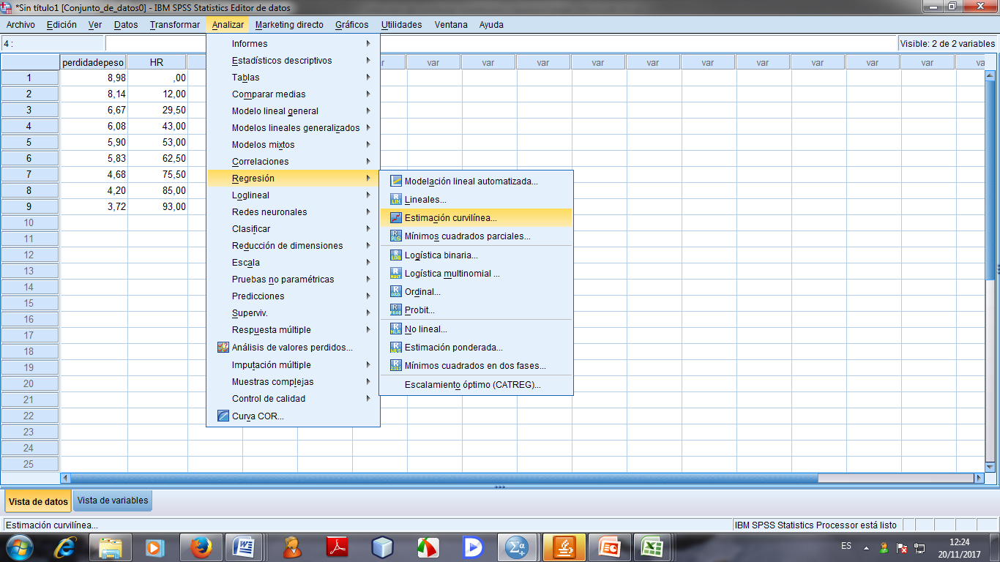 *Sin título1 [Conjunto_de_datos0] - IBM SPSS Statistics Editor de datos
Archivo Edición Ver Datos Transformar Analizar Marketing directo Gráficos Utilidades Ventana Ayuda
4 :
Visible: 2 de 2 variables
perdidadepeso HR var var var var var var var var var var
1 8,98 ,00
2 8,14 12,00
3 6,67 29,50
4 6,08 43,00
5 5,90 53,00
6 5,83 62,50
7 4,68 75,50
8 4,20 85,00
9 3,72 93,00
10
11
12
13
14
15
16
17
18
19
20
21
22
23
24
25
Informes
Estadísticos descriptivos
Tablas
Comparar medias
Modelo lineal general
Modelos lineales generalizados
Modelos mixtos
Correlaciones
Regresión
Loglineal
Redes neuronales
Clasificar
Reducción de dimensiones
Escala
Pruebas no paramétricas
Predicciones
Superviv.
Respuesta múltiple
Análisis de valores perdidos...
Imputación múltiple
Muestras complejas
Control de calidad
Curva COR...
Modelación lineal automatizada...
Lineales...
Estimación curvilínea...
Mínimos cuadrados parciales...
Logística binaria...
Logística multinomial ...
Ordinal...
Probit...
No lineal...
Estimación ponderada...
Mínimos cuadrados en dos fases...
Escalamiento óptimo (CATREG)...
Vista de datos Vista de variables
Estimación curvilínea...
IBM SPSS Statistics Processor está listo
ES
12:24
20/11/2017